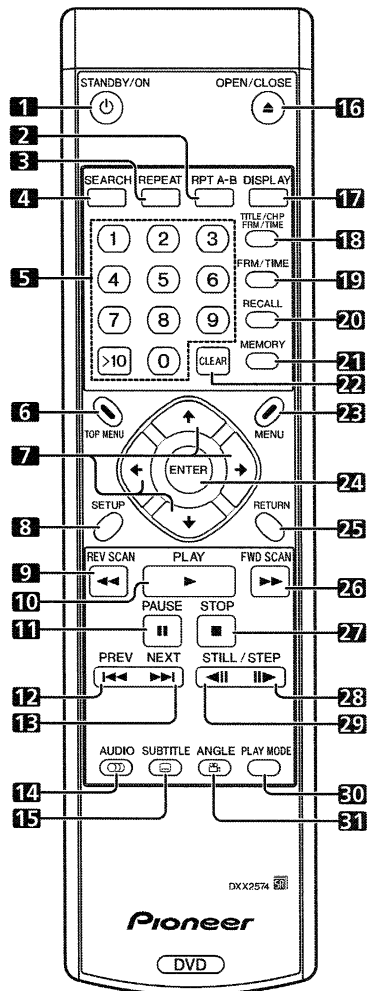 STANDBY/ON OPEN/CLOSE
1 16
2
3
SEARCH REPEAT RPT A-B DISPLAY
4 17
TITLE/CHP
FRM/TIME
1 2 3 18
5 FRM/TIME
4 5 6 19
RECALL
7 8 9 20
MEMORY
>10 0 CLEAR 21
22
6 23
TOP MENU MENU
7
ENTER 24
SETUP RETURN
8 25
REV SCAN PLAY FWD SCAN
9 26
10
PAUSE STOP
11 27
PREV NEXT STILL/STEP
12 28
13 29
AUDIO SUBTITLE ANGLE PLAY MODE
14 30
15 31
DXX2574 SR
Pioneer
DVD